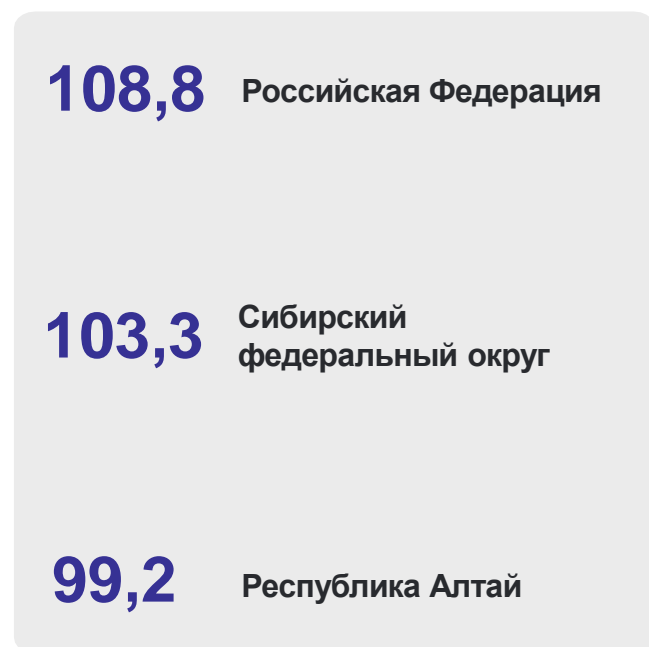 108,8 Российская Федерация
103,3 Сибирский
федеральный округ
99,2 Республика Алтай